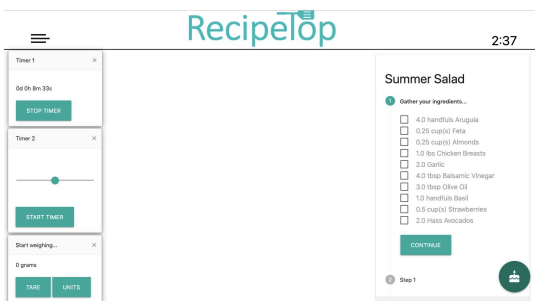 RecipeTop
2:37
Timer 1 ×
0d 0h 8m 33s
STOP TIMER
Timer 2 ×
START TIMER
Start weighing... ×
0 grams
TARE UNITS
Summer Salad
1 Gather your ingredients...
4.0 handfuls Arugula
0.25 cup(s) Feta
0.25 cup(s) Almonds
1.0 lbs Chicken Breasts
2.0 Garlic
4.0 tbsp Balsamic Vinegar
3.0 tbsp Olive Oil
1.0 handfuls Basil
0.5 cup(s) Strawberries
2.0 Hass Avocados
CONTINUE
2 Step 1